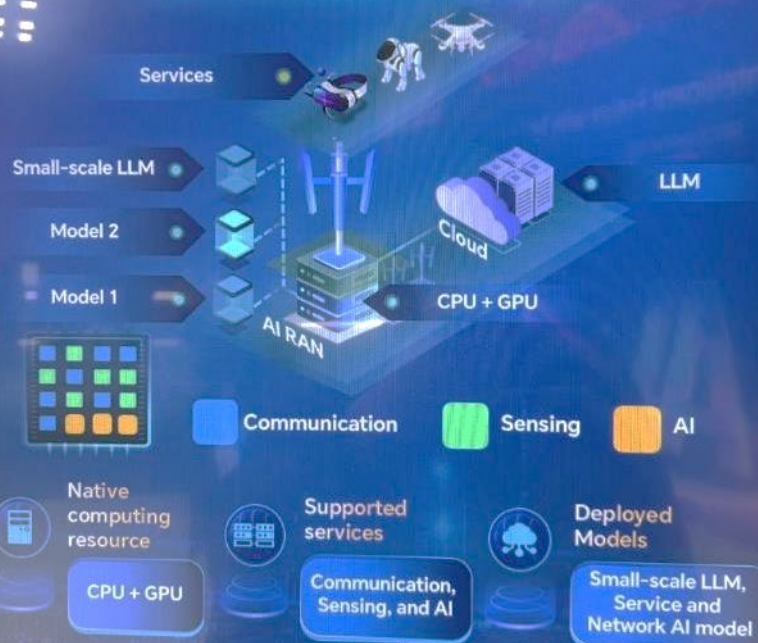 Services
Small-scale LLM
LLM
Model 2
Cloud
Model 1
CPU + GPU
AI RAN
Communication
Sensing
AI
Native
computing
resource
Supported
services
Deployed
Models
CPU + GPU
Communication,
Sensing, and AI
Small-scale LLM,
Service and
Network AI model